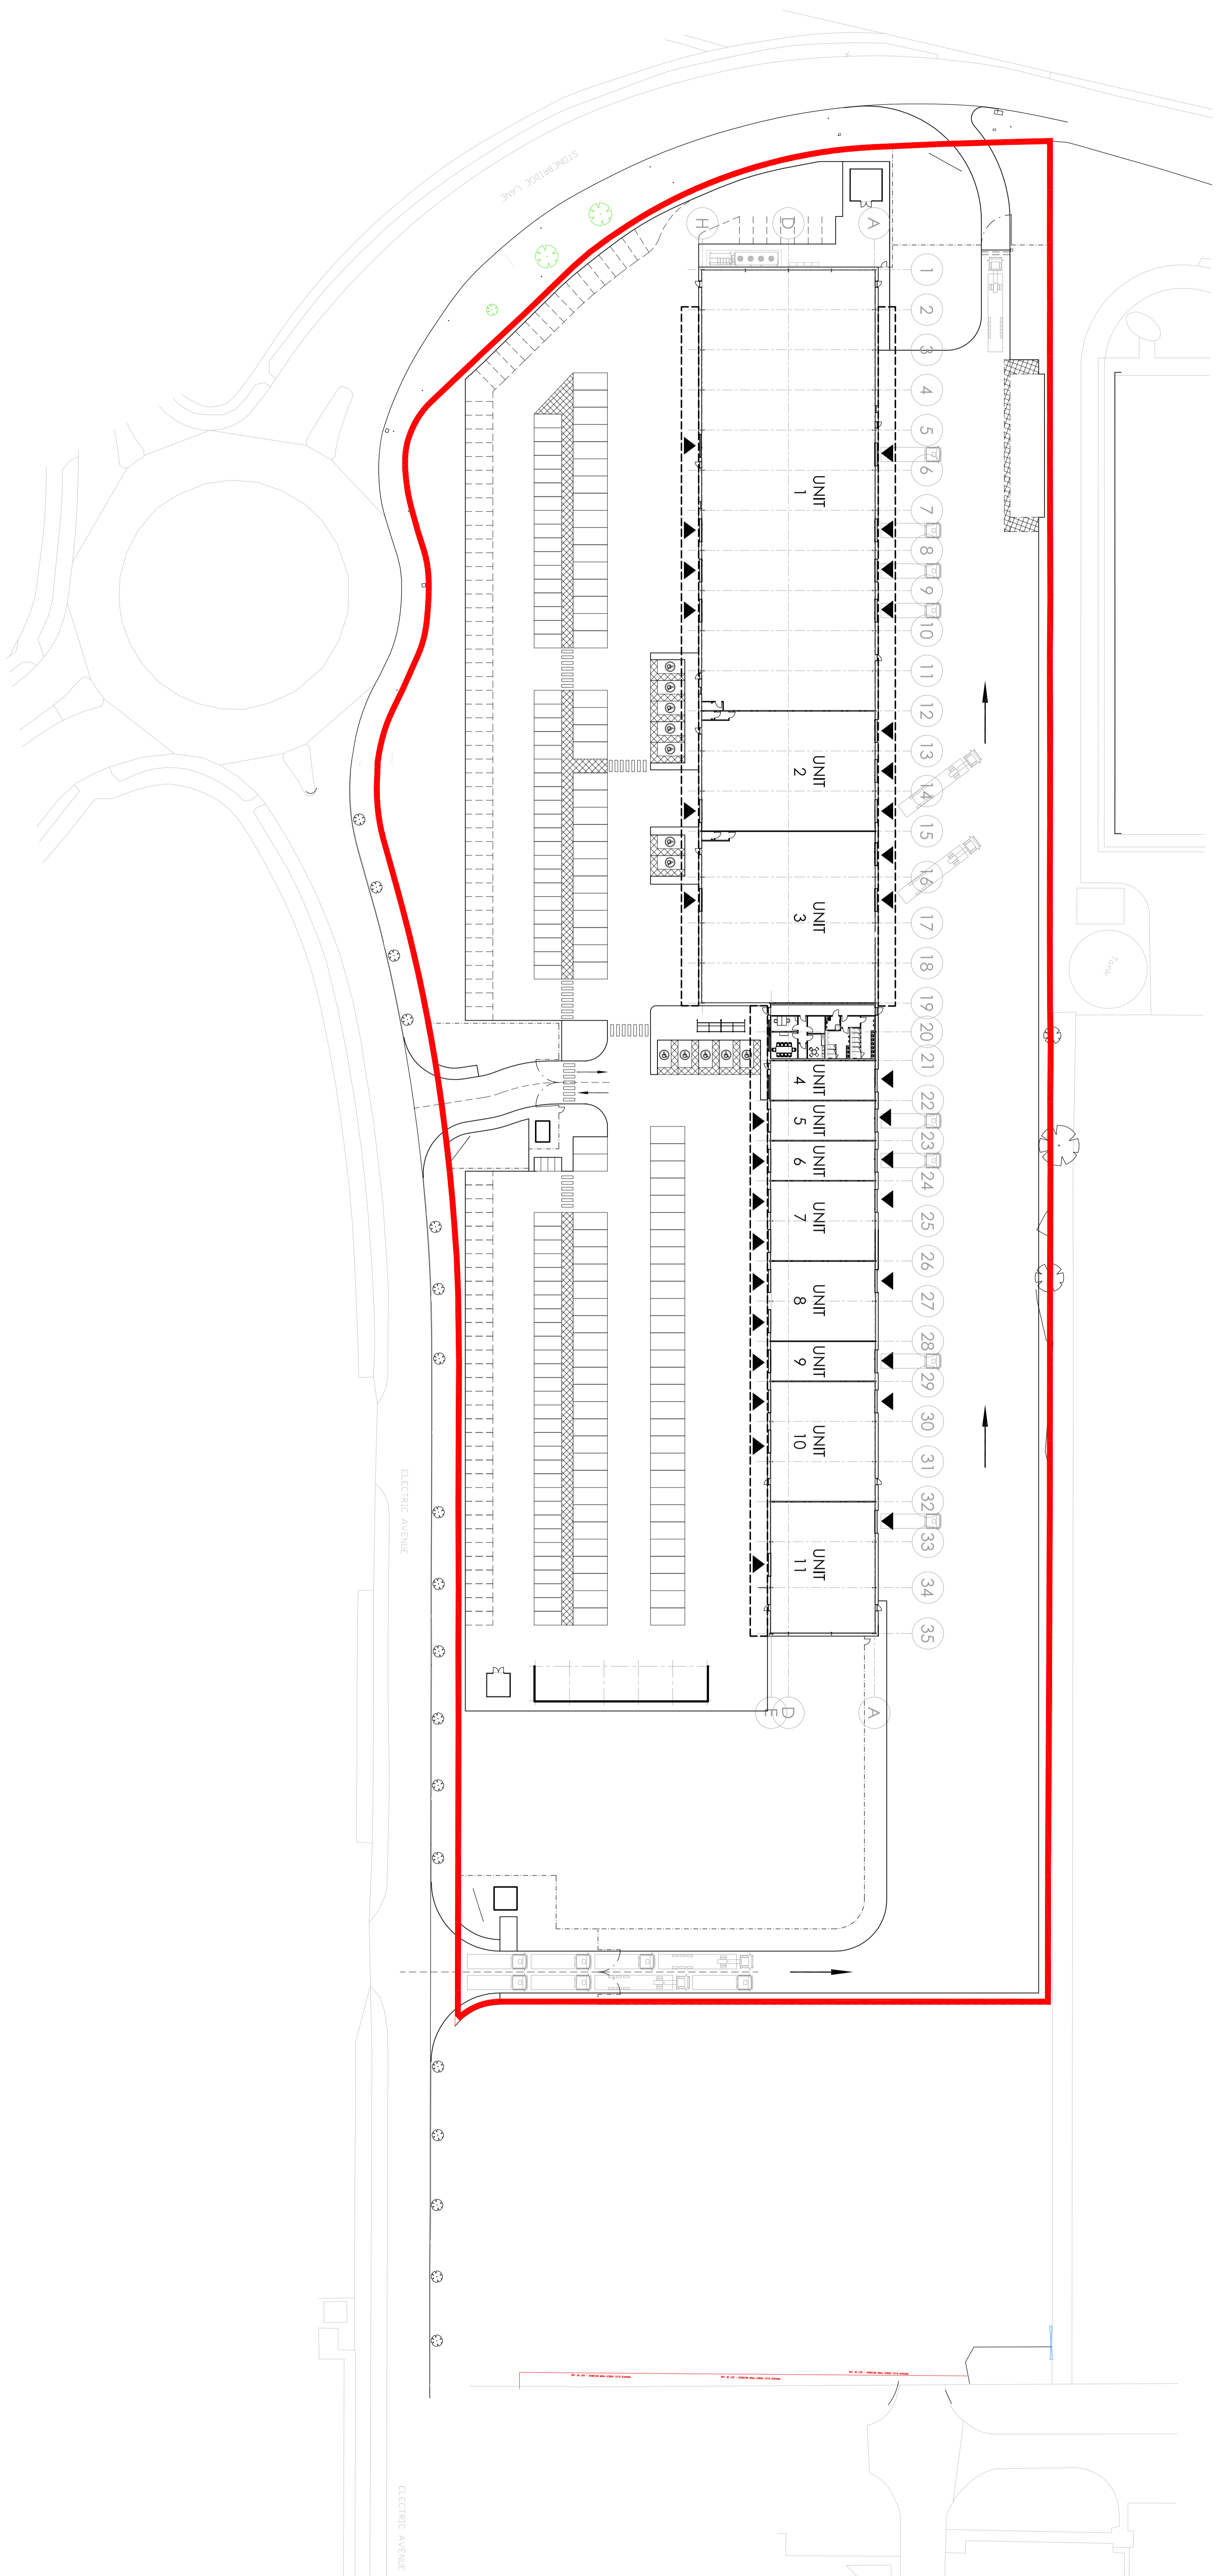 STONEBRIDGE LANE
H
D
A
1
2
3
4
5
6
7
8
9
10
11
12
13
14
15
16
17
18
19
20
21
22
23
24
25
26
27
28
29
30
31
32
33
34
35
UNIT
1
UNIT
2
UNIT
3
UNIT
4
UNIT
5
UNIT
6
UNIT
7
UNIT
8
UNIT
9
UNIT
10
UNIT
11
Tank
ELECTRIC AVENUE
F
D
A
ELECTRIC AVENUE